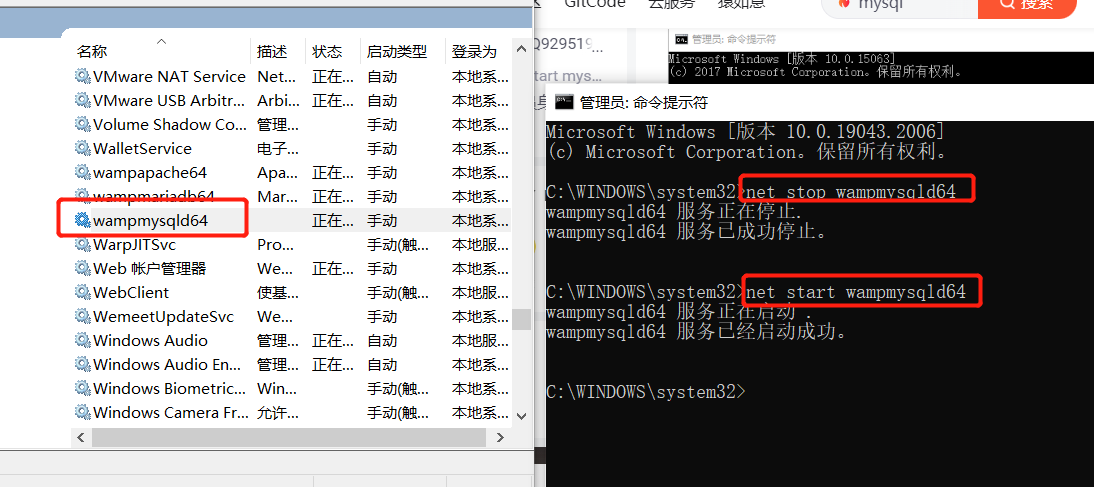 名称 描述 状态 启动类型 登录为
VMware NAT Service Net... 正在... 自动 本地系...
VMware USB Arbitr... Arbi... 正在... 自动 本地系...
Volume Shadow Co... 管理... 手动 本地系...
WalletService 电子... 手动 本地系...
wampapache64 Apa... 正在... 手动 本地系...
wampmariadb64 Mar... 正在... 手动 本地系...
wampmysqld64 正在... 手动 本地系...
WarpJITSvc Pro... 手动(触... 本地服...
Web 帐户管理器 We... 正在... 手动 本地系...
WebClient 使基... 手动(触... 本地服...
WemeetUpdateSvc We... 手动 本地系...
Windows Audio 管理... 正在... 自动 本地服...
Windows Audio En... 管理... 正在... 自动 本地系...
Windows Biometric... Win... 手动(触... 本地系...
Windows Camera Fr... 允许... 手动(触... 本地系...
GitCode 云服务 猿如意 mysql 搜索
Q929519...
tart mys...
管理员: 命令提示符
Microsoft Windows [版本 10.0.15063]
(c) 2017 Microsoft Corporation。保留所有权利。
管理员: 命令提示符
Microsoft Windows [版本 10.0.19043.2006]
(c) Microsoft Corporation。保留所有权利。
C:\WINDOWS\system32>net stop wampmysqld64
wampmysqld64 服务正在停止.
wampmysqld64 服务已成功停止。
C:\WINDOWS\system32>net start wampmysqld64
wampmysqld64 服务正在启动 .
wampmysqld64 服务已经启动成功。
C:\WINDOWS\system32>